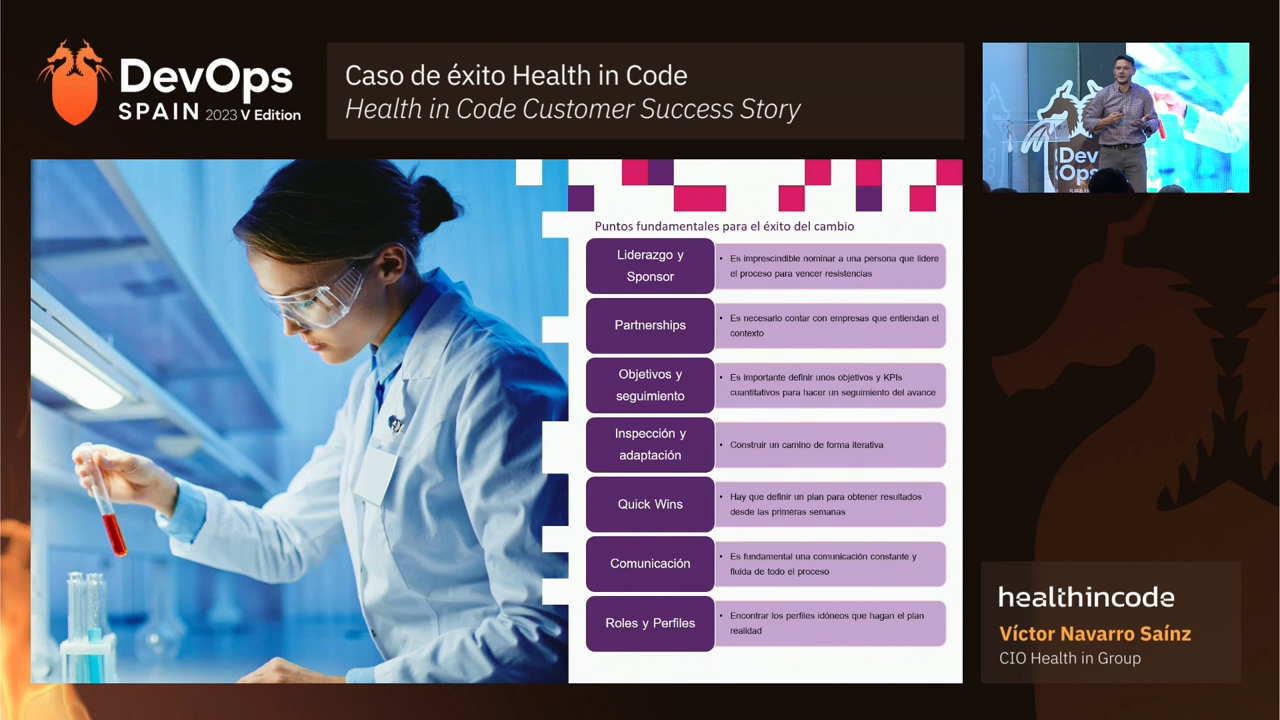 DevOps
SPAIN 2023 V Edition
Caso de éxito Health in Code
Health in Code Customer Success Story
Dev
Ops
SPAIN
Puntos fundamentales para el éxito del cambio
Liderazgo y
Sponsor
• Es imprescindible nominar a una persona que lidere
el proceso para vencer resistencias
Partnerships
• Es necesario contar con empresas que entiendan el
contexto
Objetivos y
seguimiento
• Es importante definir unos objetivos y KPIs
cuantitativos para hacer un seguimiento del avance
Inspección y
adaptación
• Construir un camino de forma iterativa
Quick Wins
• Hay que definir un plan para obtener resultados
desde las primeras semanas
Comunicación
• Es fundamental una comunicación constante y
fluida de todo el proceso
Roles y Perfiles
• Encontrar los perfiles idóneos que hagan el plan
realidad
healthincode
Víctor Navarro Saínz
CIO Health in Group